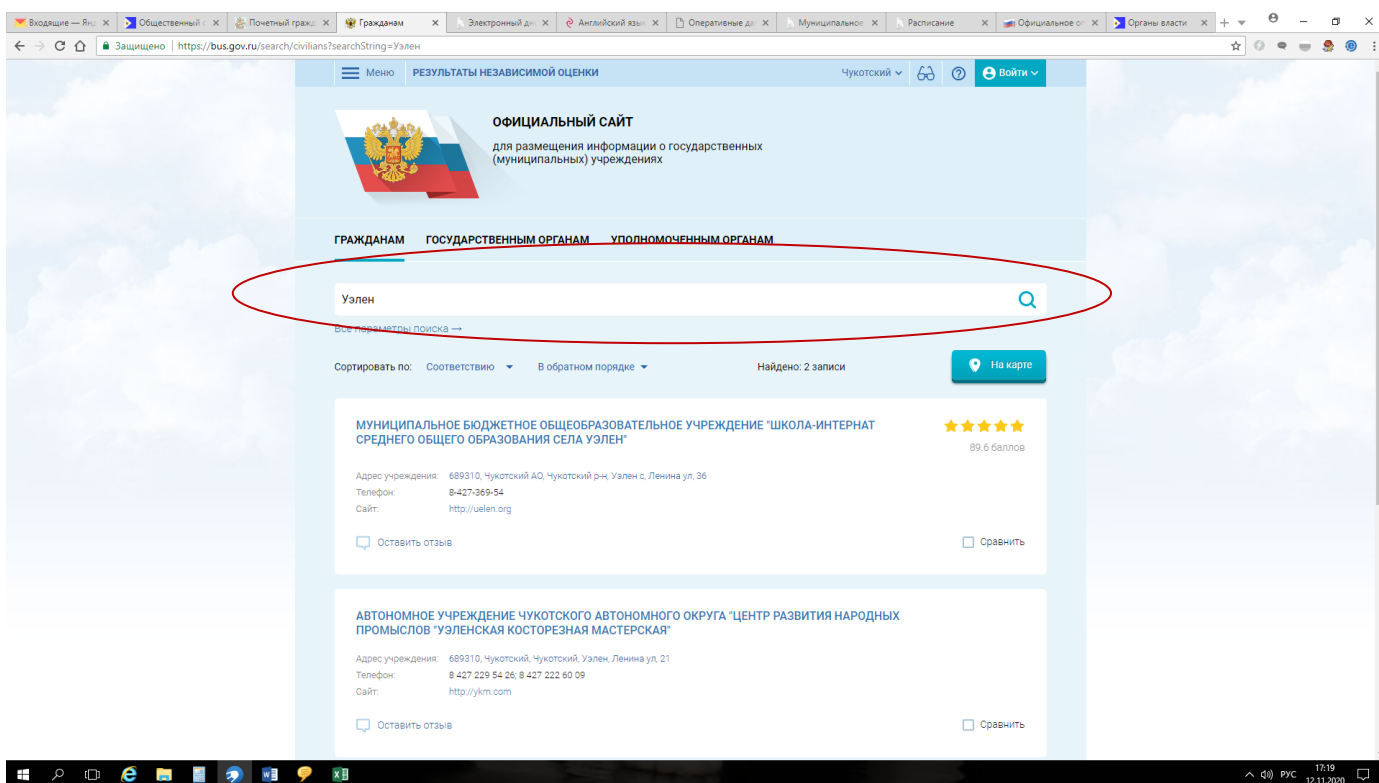 Входящие — Янд
Общественный с
Почетный гражд
Гражданам
Электронный дне
Английский язык
Оперативные да
Муниципальное
Расписание
Официальное оп
Органы власти
Защищено | https://bus.gov.ru/search/civilians?searchString=Уэлен
Меню РЕЗУЛЬТАТЫ НЕЗАВИСИМОЙ ОЦЕНКИ Чукотский Войти
ОФИЦИАЛЬНЫЙ САЙТ
для размещения информации о государственных
(муниципальных) учреждениях
ГРАЖДАНАМ ГОСУДАРСТВЕННЫМ ОРГАНАМ УПОЛНОМОЧЕННЫМ ОРГАНАМ
Уэлен
Все параметры поиска →
Сортировать по: Соответствию В обратном порядке Найдено: 2 записи На карте
МУНИЦИПАЛЬНОЕ БЮДЖЕТНОЕ ОБЩЕОБРАЗОВАТЕЛЬНОЕ УЧРЕЖДЕНИЕ "ШКОЛА-ИНТЕРНАТ
СРЕДНЕГО ОБЩЕГО ОБРАЗОВАНИЯ СЕЛА УЭЛЕН"
89.6 баллов
Адрес учреждения: 689310, Чукотский АО, Чукотский р-н, Уэлен с, Ленина ул, 36
Телефон: 8-427-369-54
Сайт: http://uelen.org
Оставить отзыв Сравнить
АВТОНОМНОЕ УЧРЕЖДЕНИЕ ЧУКОТСКОГО АВТОНОМНОГО ОКРУГА "ЦЕНТР РАЗВИТИЯ НАРОДНЫХ
ПРОМЫСЛОВ "УЭЛЕНСКАЯ КОСТОРЕЗНАЯ МАСТЕРСКАЯ"
Адрес учреждения: 689310, Чукотский, Чукотский, Уэлен, Ленина ул, 21
Телефон: 8 427 229 54 26; 8 427 222 60 09
Сайт: http://ykm.com
Оставить отзыв Сравнить
РУС 17:19
12.11.2020